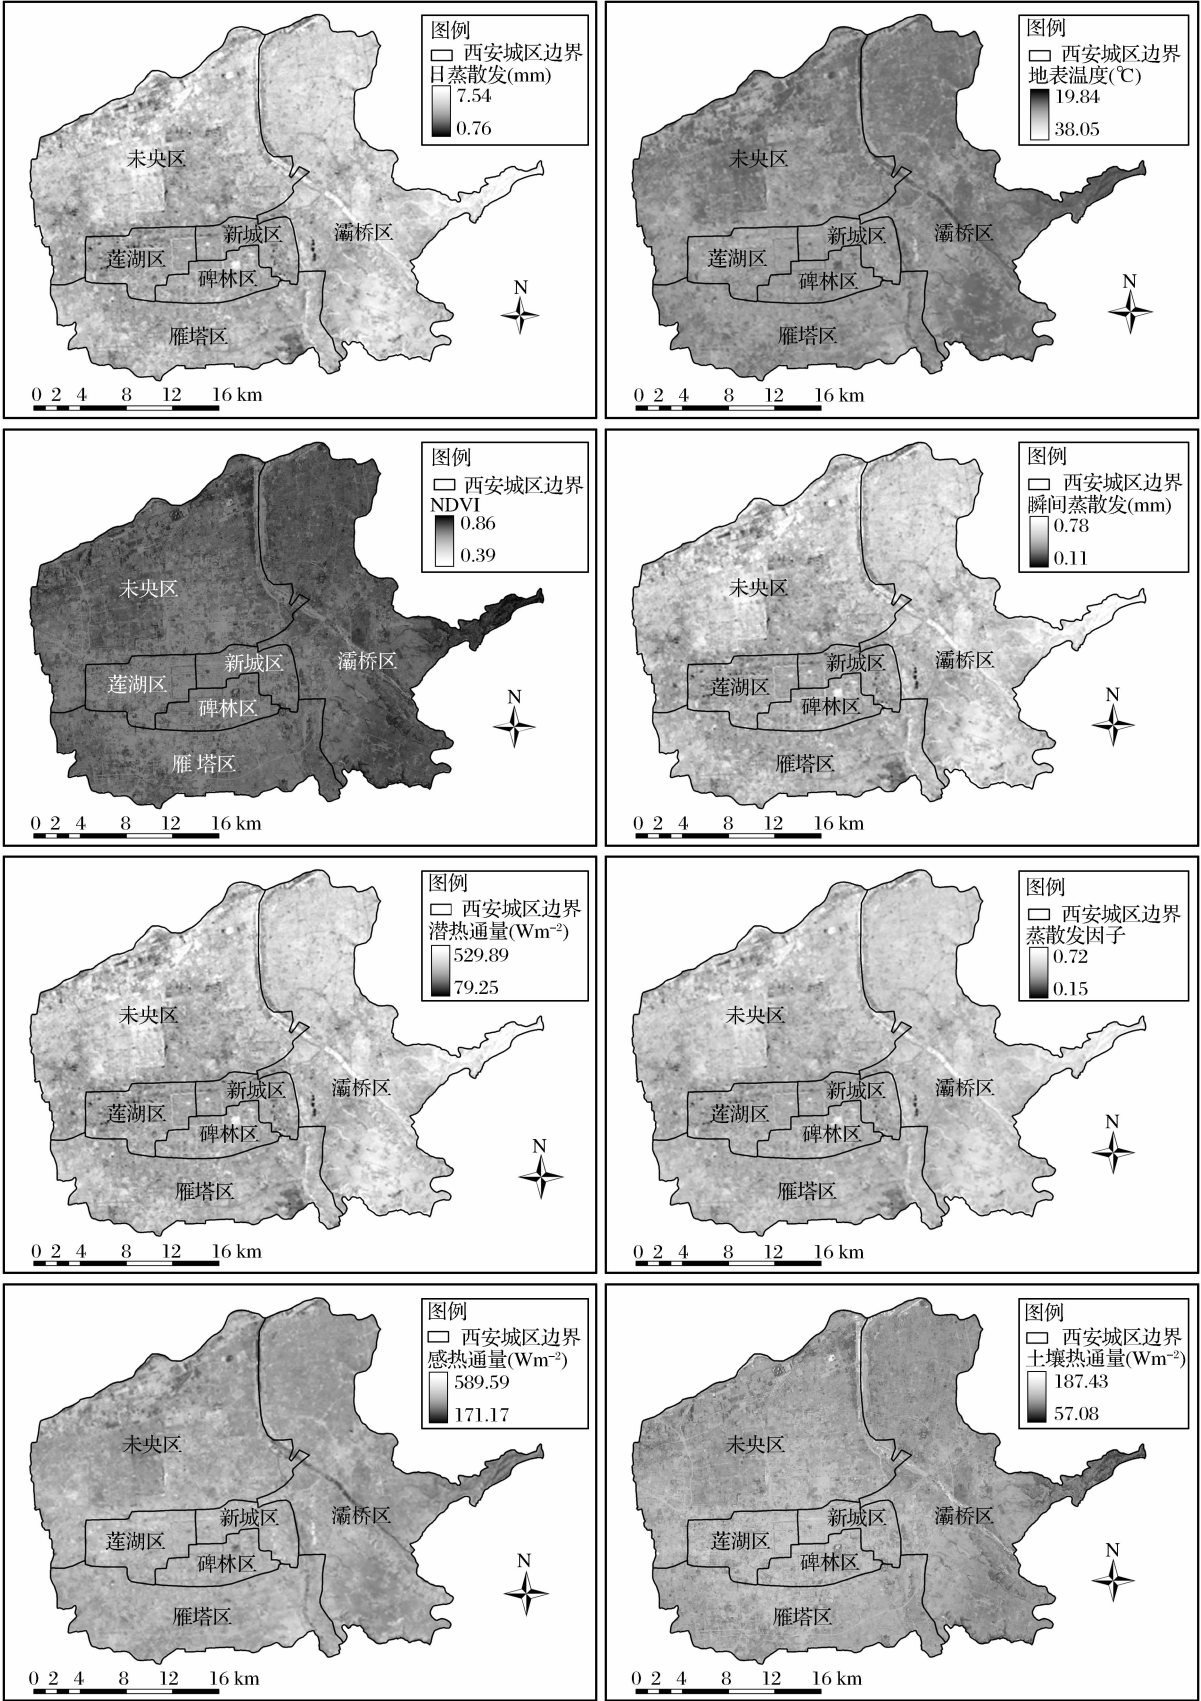 图例
西安城区边界
日蒸散发(mm)
7.54
0.76
未央区
新城区
灞桥区
莲湖区
碑林区
雁塔区
N
0 2 4 8 12 16 km
图例
西安城区边界
地表温度(℃)
19.84
38.05
未央区
新城区
灞桥区
莲湖区
碑林区
雁塔区
N
0 2 4 8 12 16 km
图例
西安城区边界
NDVI
0.86
0.39
未央区
新城区
灞桥区
莲湖区
碑林区
雁塔区
N
0 2 4 8 12 16 km
图例
西安城区边界
瞬间蒸散发(mm)
0.78
0.11
未央区
新城区
灞桥区
莲湖区
碑林区
雁塔区
N
0 2 4 8 12 16 km
图例
西安城区边界
潜热通量(Wm⁻²)
529.89
79.25
未央区
新城区
灞桥区
莲湖区
碑林区
雁塔区
N
0 2 4 8 12 16 km
图例
西安城区边界
蒸散发因子
0.72
0.15
未央区
新城区
灞桥区
莲湖区
碑林区
雁塔区
N
0 2 4 8 12 16 km
图例
西安城区边界
感热通量(Wm⁻²)
589.59
171.17
未央区
新城区
灞桥区
莲湖区
碑林区
雁塔区
N
0 2 4 8 12 16 km
图例
西安城区边界
土壤热通量(Wm⁻²)
187.43
57.08
未央区
新城区
灞桥区
莲湖区
碑林区
雁塔区
N
0 2 4 8 12 16 km